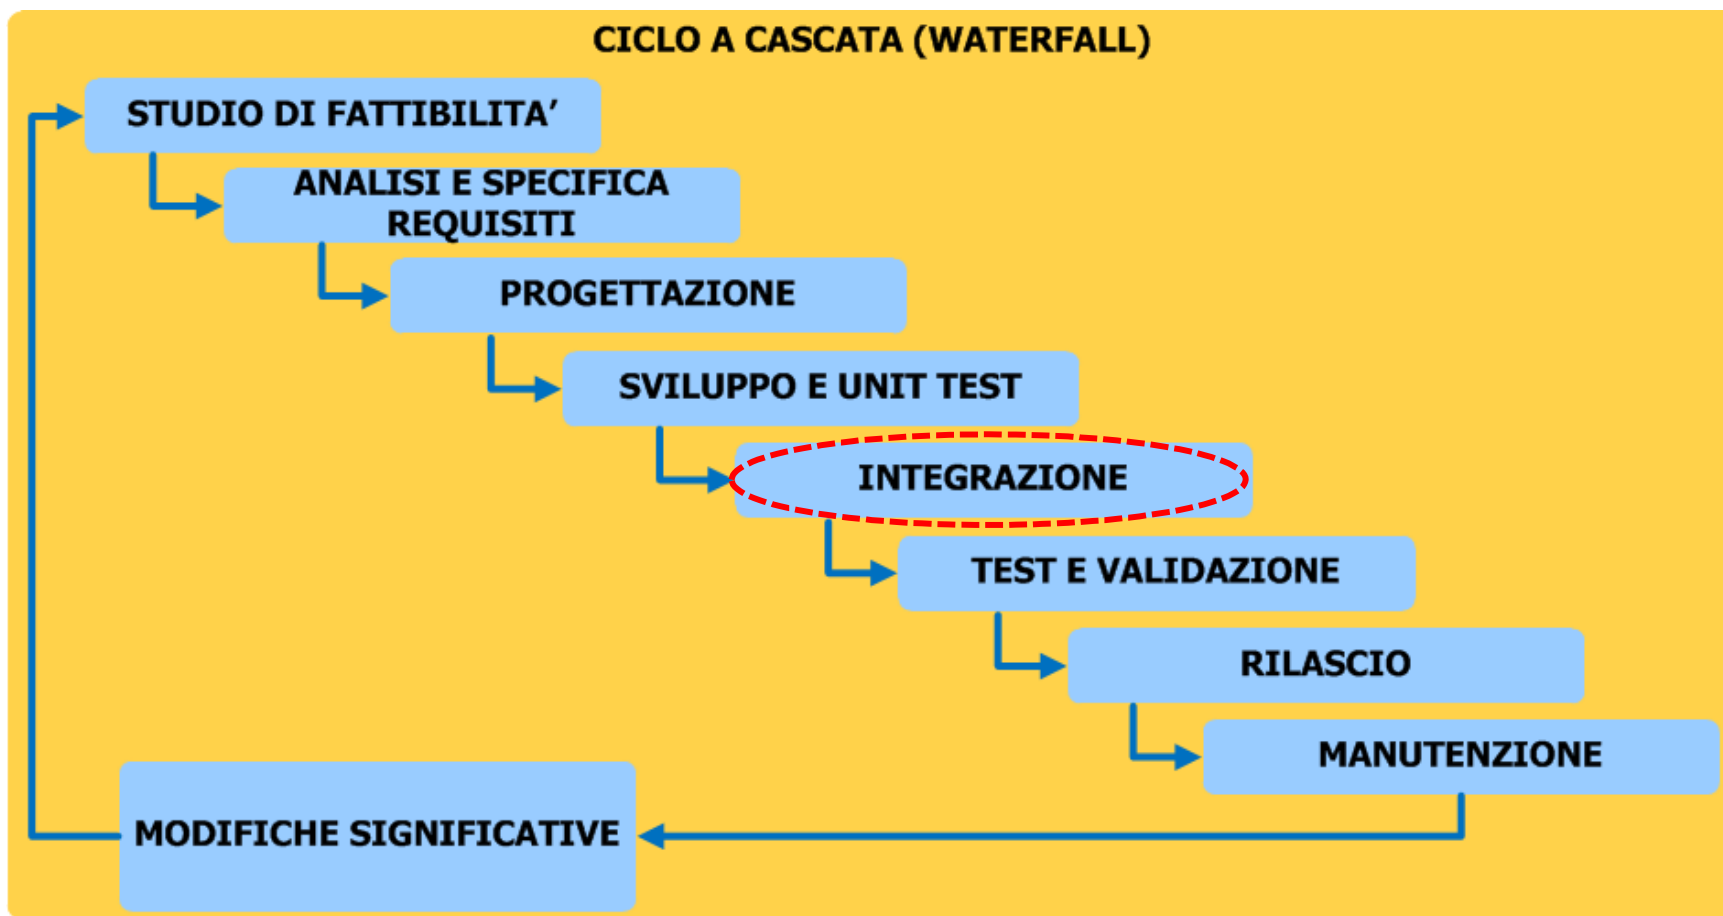 CICLO A CASCATA (WATERFALL)
STUDIO DI FATTIBILITA’
ANALISI E SPECIFICA
REQUISITI
PROGETTAZIONE
SVILUPPO E UNIT TEST
INTEGRAZIONE
TEST E VALIDAZIONE
RILASCIO
MANUTENZIONE
MODIFICHE SIGNIFICATIVE